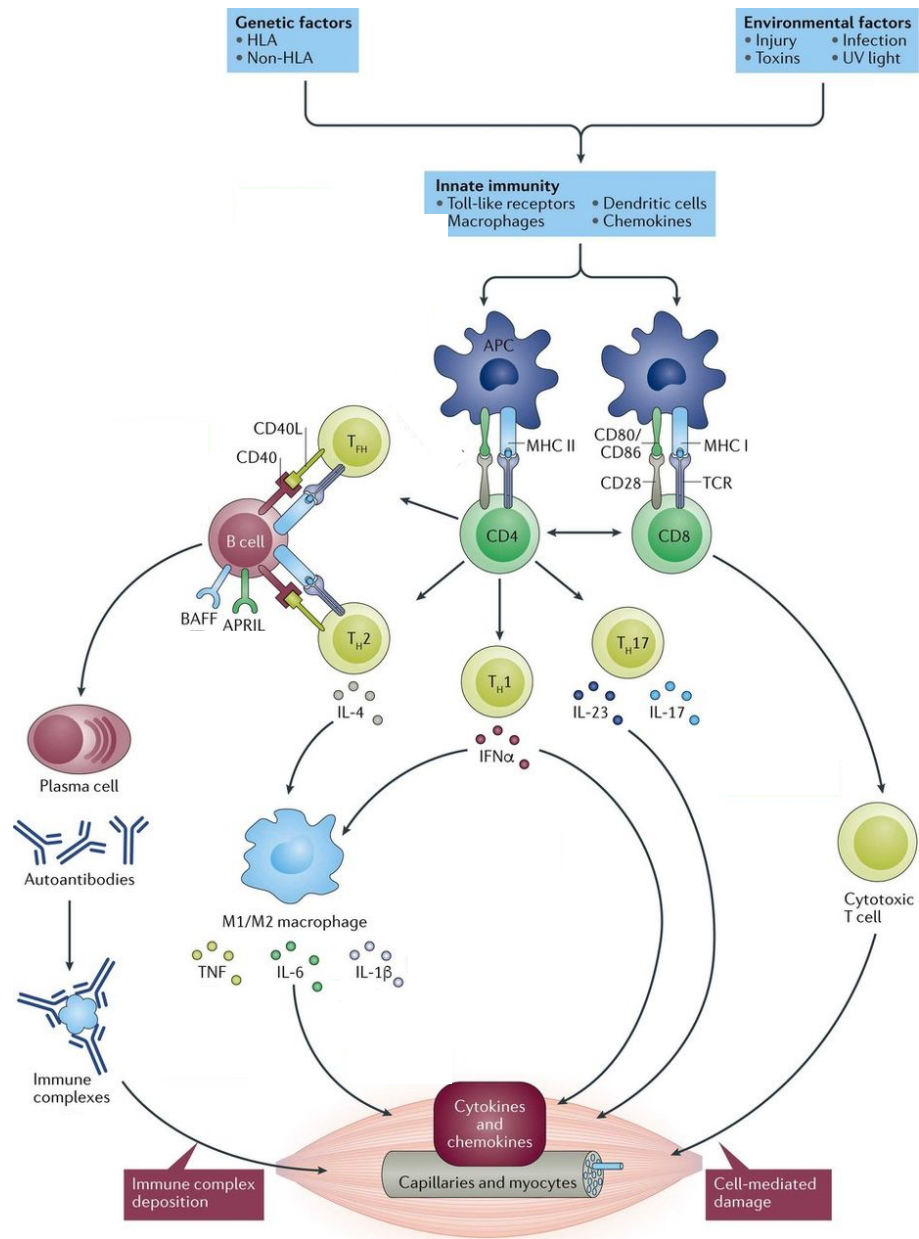 Genetic factors
• HLA
• Non-HLA
Environmental factors
• Injury • Infection
• Toxins • UV light
Innate immunity
• Toll-like receptors • Dendritic cells
Macrophages • Chemokines
APC
MHC II
CD80/
CD86
MHC I
CD28
TCR
CD40L
CD40
TFH
B cell
CD4
CD8
BAFF
APRIL
TH2
TH17
TH1
IL-4
IL-23
IL-17
IFNα
Plasma cell
Autoantibodies
M1/M2 macrophage
TNF
IL-6
IL-1β
Cytotoxic
T cell
Immune
complexes
Cytokines
and
chemokines
Capillaries and myocytes
Immune complex
deposition
Cell-mediated
damage